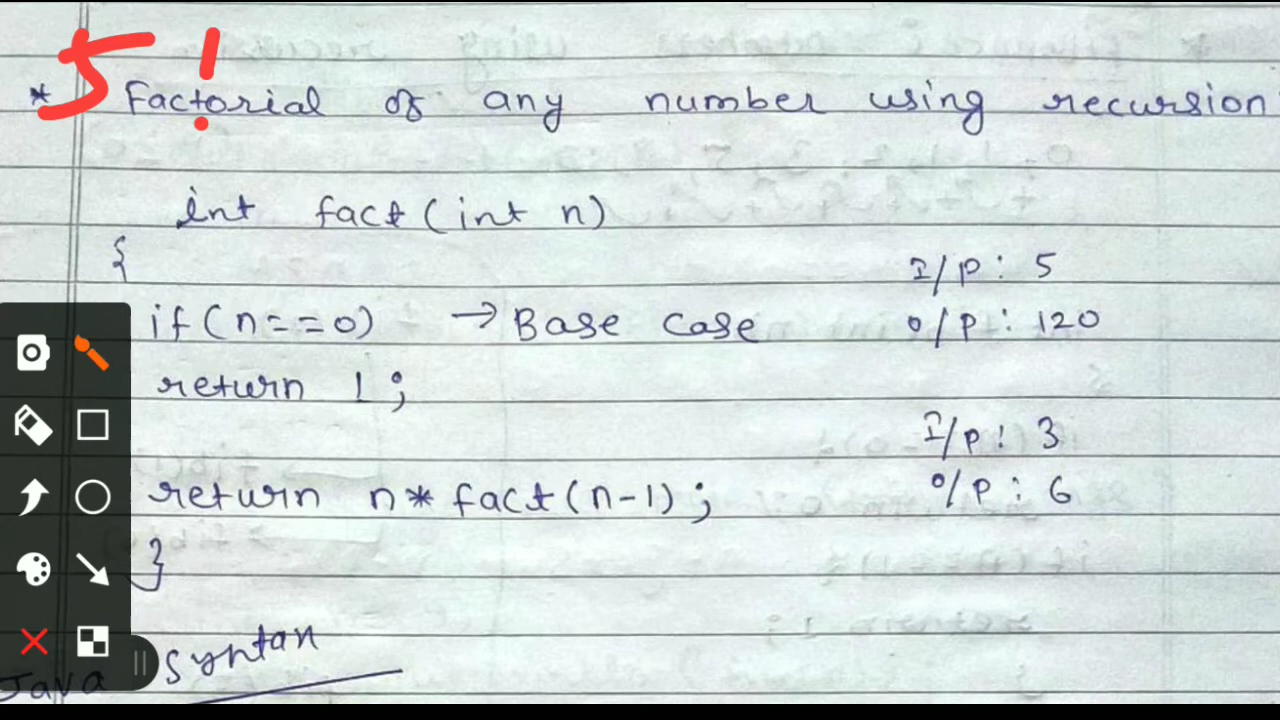 5!
* Factorial of any number using recursion:
int fact(int n)
{
I/P: 5
if(n==0) → Base case
O/P: 120
return 1;
I/P: 3
return n* fact(n-1);
O/P: 6
}
Java Syntax